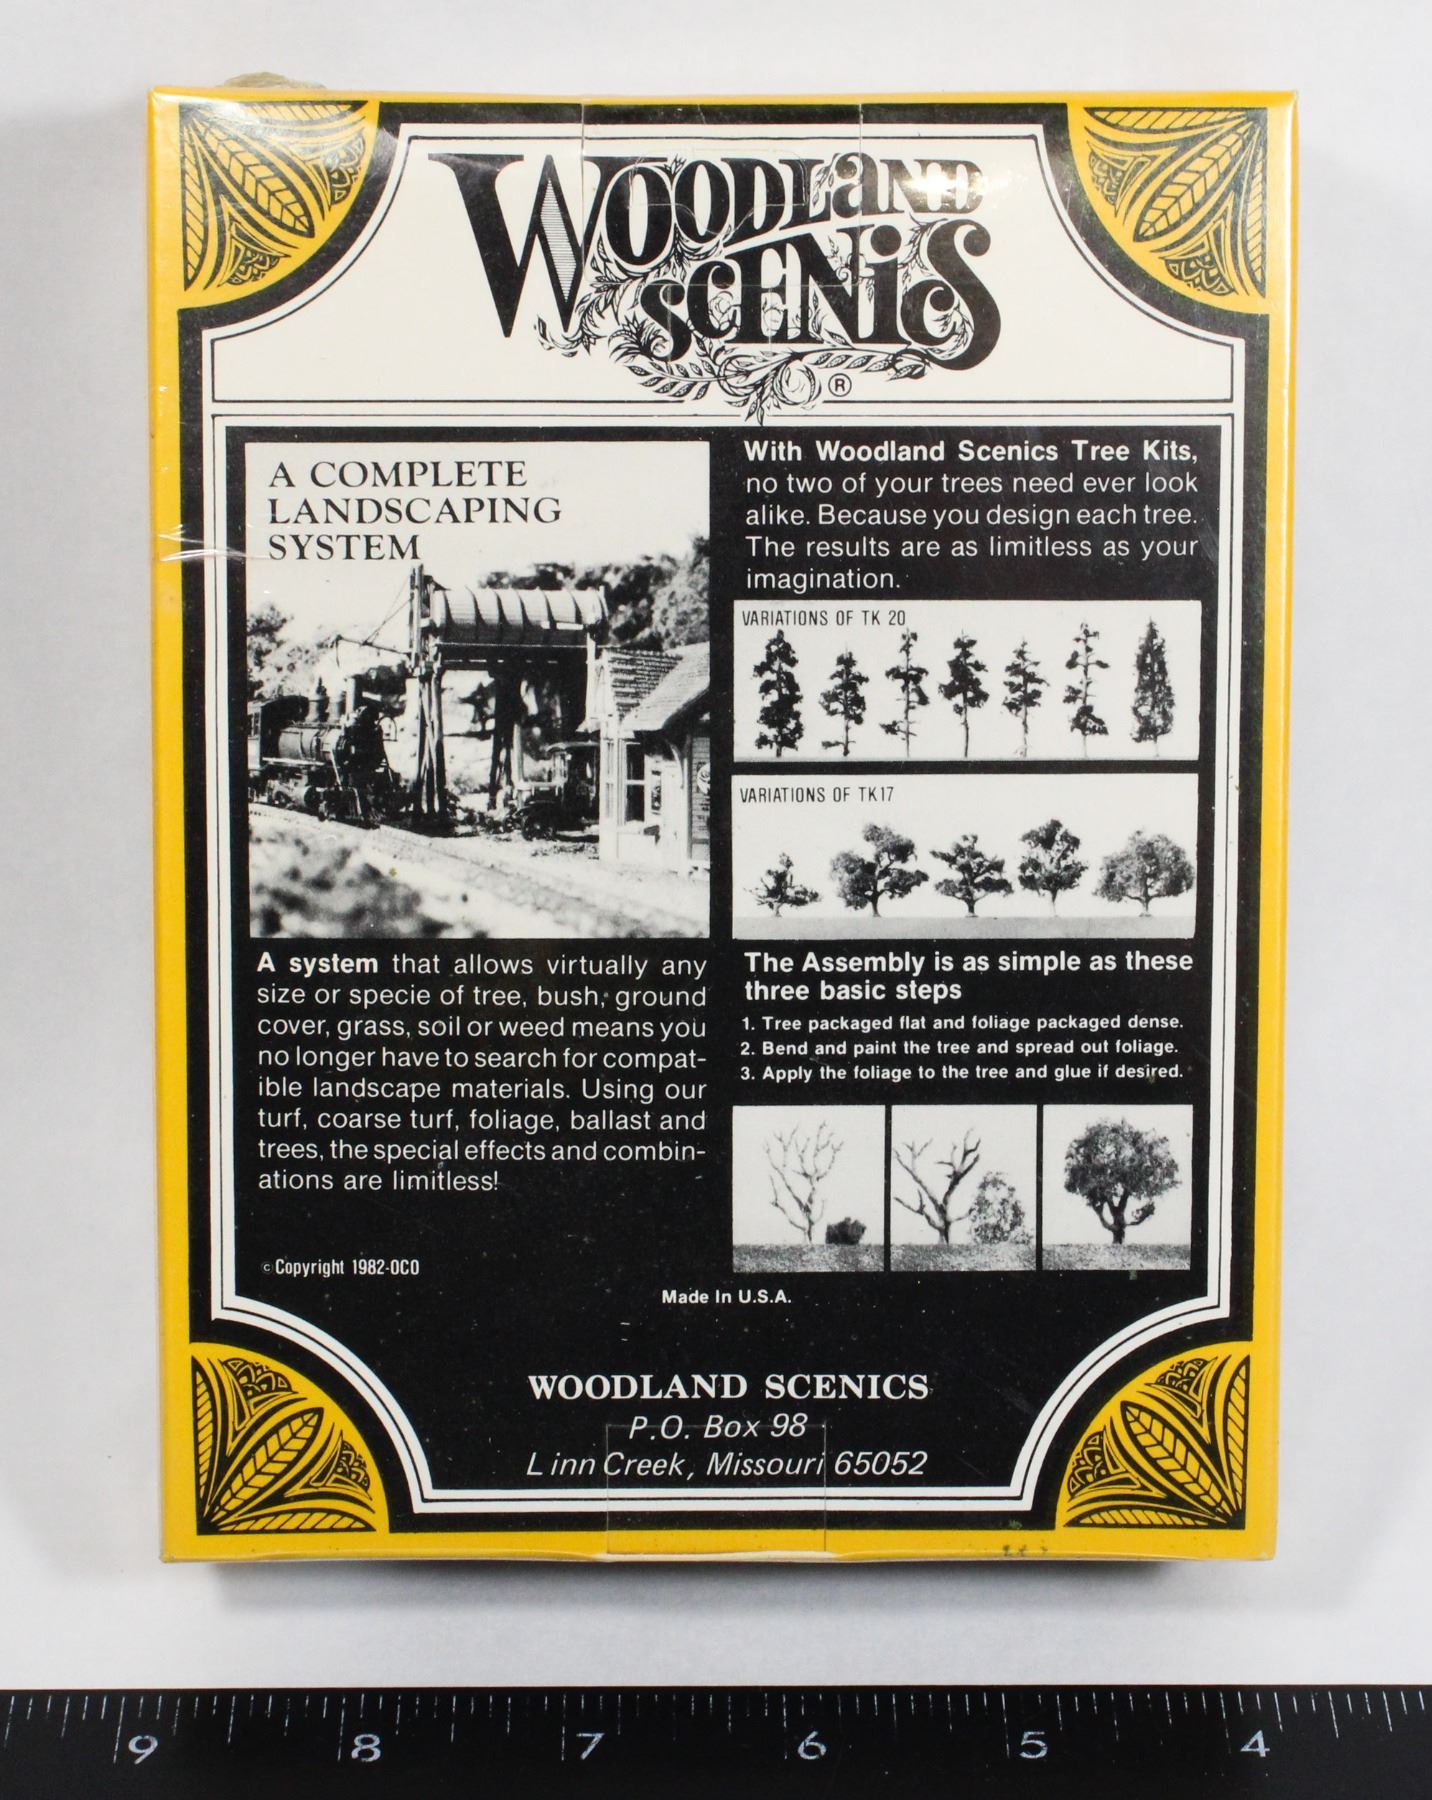 WOODLAND
SCENICS
®
A COMPLETE
LANDSCAPING
SYSTEM
A system that allows virtually any
size or specie of tree, bush, ground
cover, grass, soil or weed means you
no longer have to search for compat-
ible landscape materials. Using our
turf, coarse turf, foliage, ballast and
trees, the special effects and combin-
ations are limitless!
© Copyright 1982-OCO
With Woodland Scenics Tree Kits,
no two of your trees need ever look
alike. Because you design each tree.
The results are as limitless as your
imagination.
VARIATIONS OF TK 20
VARIATIONS OF TK17
The Assembly is as simple as these
three basic steps
1. Tree packaged flat and foliage packaged dense.
2. Bend and paint the tree and spread out foliage.
3. Apply the foliage to the tree and glue if desired.
Made In U.S.A.
WOODLAND SCENICS
P.O. Box 98
Linn Creek, Missouri 65052
9 8 7 6 5 4